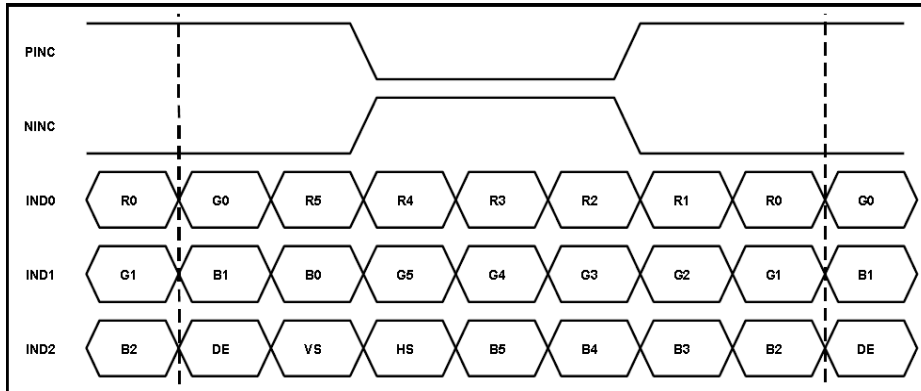 PINC
NINC
IND0 R0 G0 R5 R4 R3 R2 R1 R0 G0
IND1 G1 B1 B0 G5 G4 G3 G2 G1 B1
IND2 B2 DE VS HS B5 B4 B3 B2 DE